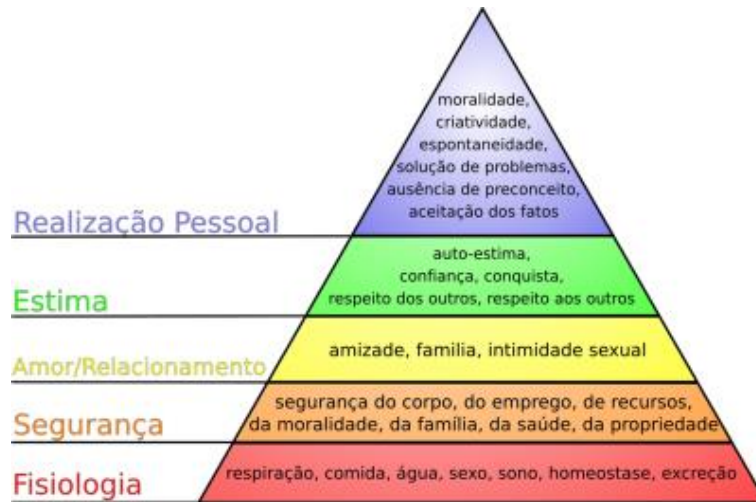 moralidade,
criatividade,
espontaneidade,
solução de problemas,
ausência de preconceito,
aceitação dos fatos
Realização Pessoal
auto-estima,
confiança, conquista,
respeito dos outros, respeito aos outros
Estima
amizade, família, intimidade sexual
Amor/Relacionamento
segurança do corpo, do emprego, de recursos,
da moralidade, da família, da saúde, da propriedade
Segurança
respiração, comida, água, sexo, sono, homeostase, excreção
Fisiologia